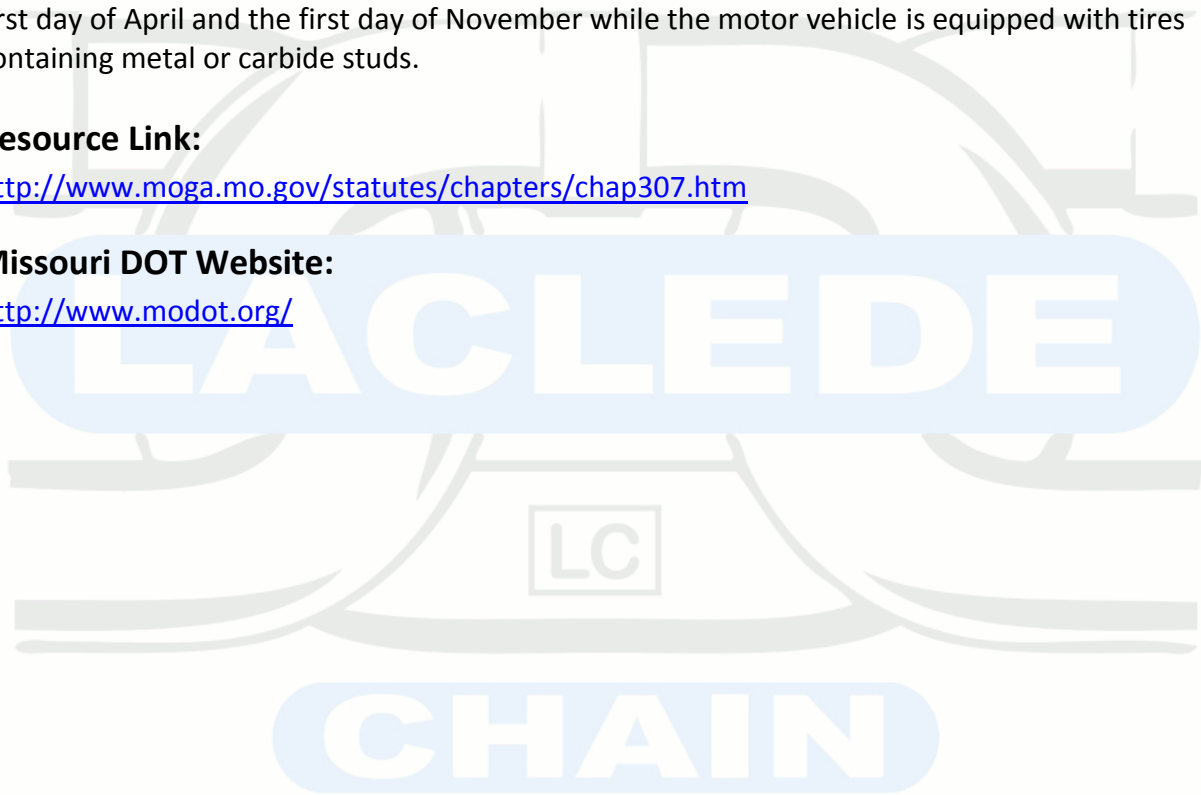 irst day of April and the first day of November while the motor vehicle is equipped with tires
ontaining metal or carbide studs.
esource Link:
ttp://www.moga.mo.gov/statutes/chapters/chap307.htm
Missouri DOT Website:
ttp://www.modot.org/
LACLEDE
LC
CHAIN